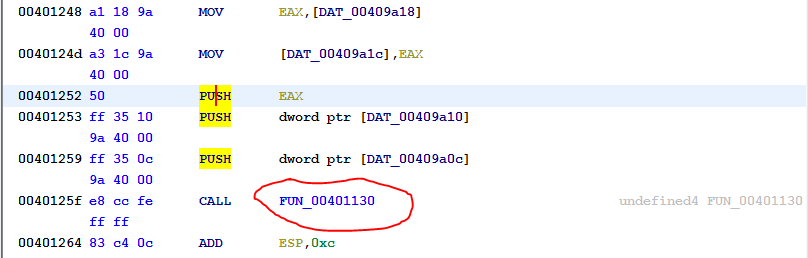 00401248 a1 18 9a MOV EAX,[DAT_00409a18]
40 00
0040124d a3 1c 9a MOV [DAT_00409a1c],EAX
40 00
00401252 50 PUSH EAX
00401253 ff 35 10 PUSH dword ptr [DAT_00409a10]
9a 40 00
00401259 ff 35 0c PUSH dword ptr [DAT_00409a0c]
9a 40 00
0040125f e8 cc fe CALL FUN_00401130 undefined4 FUN_00401130
ff ff
00401264 83 c4 0c ADD ESP,0xc